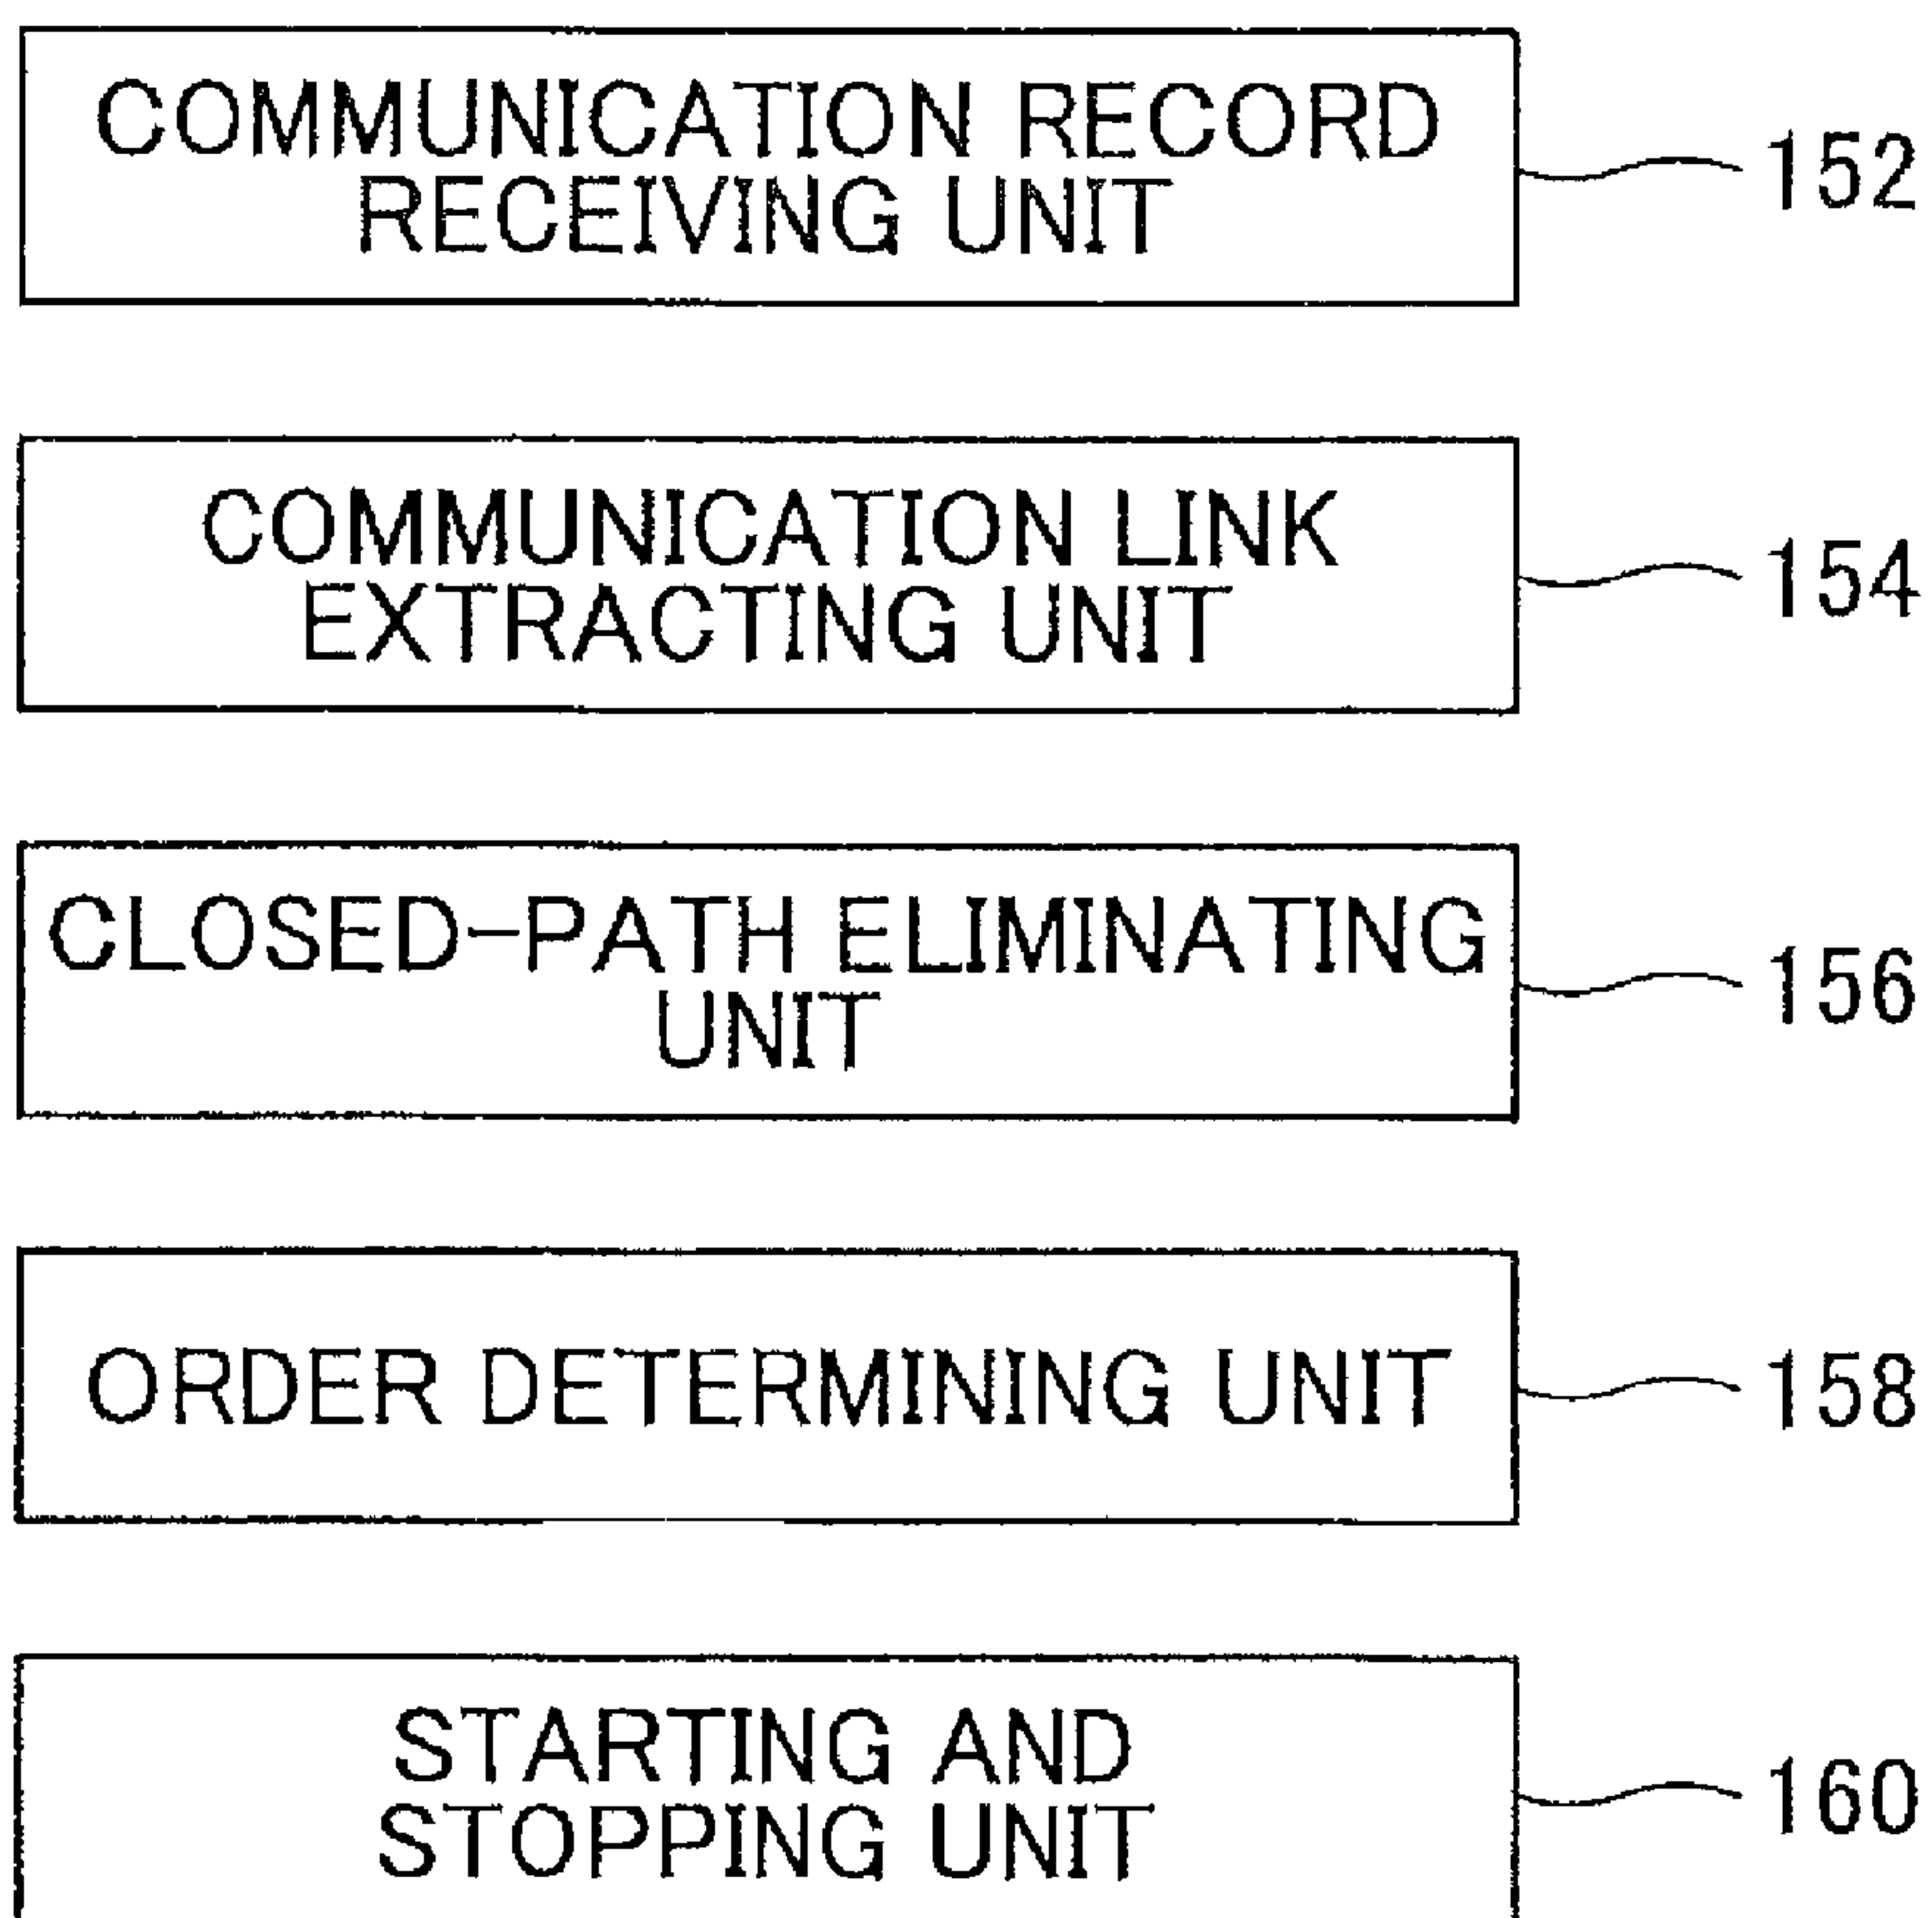 COMMUNICATION RECORD
RECEIVING UNIT
152
COMMUNICATION LINK
EXTRACTING UNIT
154
CLOSED-PATH ELIMINATING
UNIT
156
ORDER DETERMINING UNIT
158
STARTING AND
STOPPING UNIT
160